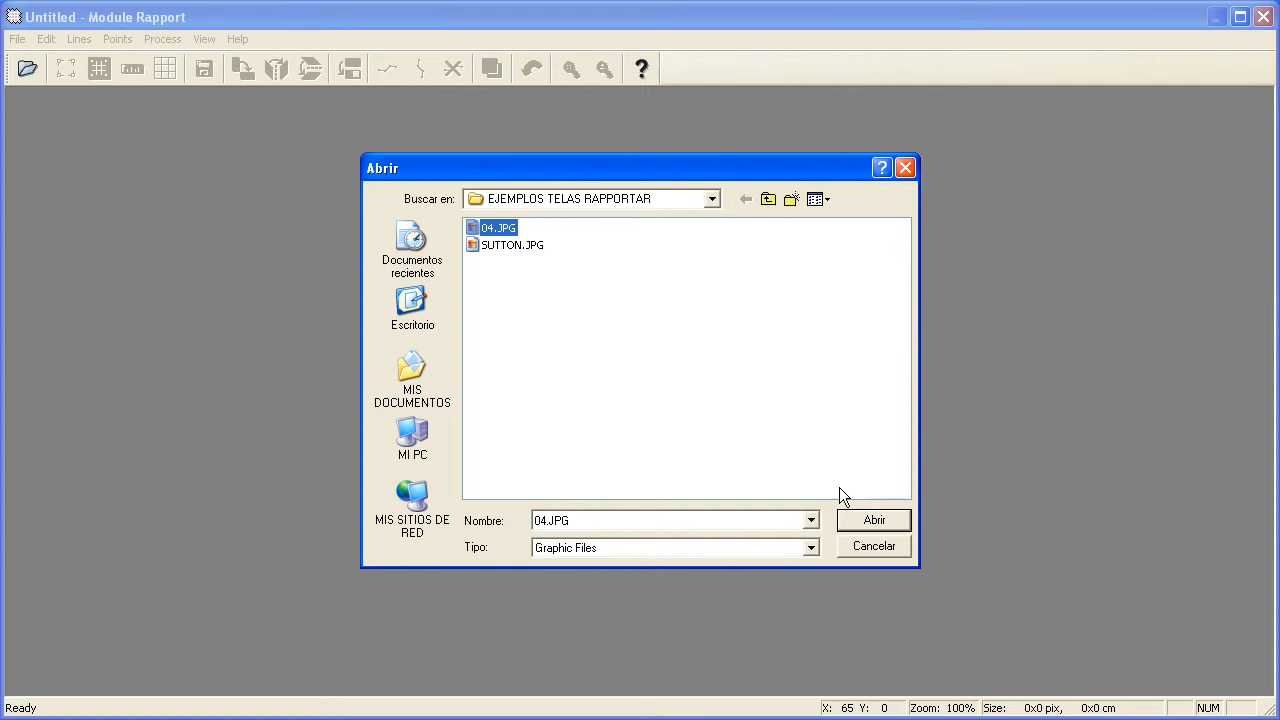 Untitled - Module Rapport
File Edit Lines Points Process View Help
Abrir
Buscar en: EJEMPLOS TELAS RAPPORTAR
04.JPG
SUTTON.JPG
Documentos
recientes
Escritorio
MIS
DOCUMENTOS
MI PC
MIS SITIOS DE
RED
Nombre: 04.JPG Abrir
Tipo: Graphic Files Cancelar
Ready X: 65 Y: 0 Zoom: 100% Size: 0x0 pix, 0x0 cm NUM